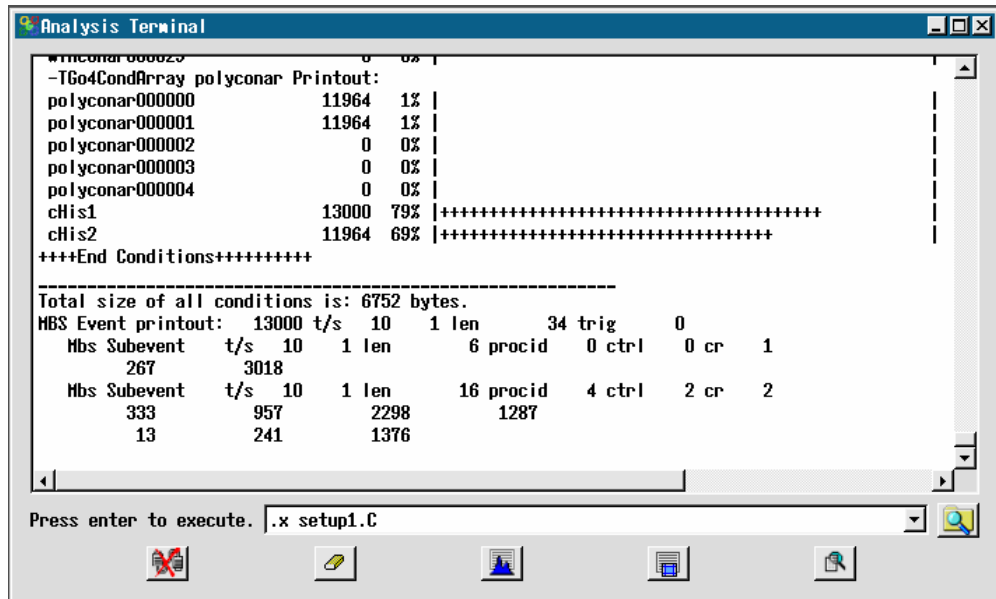 Analysis Terminal
-TGo4CondArray polyconar Printout:
polyconar000000 11964 1% | |
polyconar000001 11964 1% | |
polyconar000002 0 0% | |
polyconar000003 0 0% | |
polyconar000004 0 0% | |
cHis1 13000 79% |+++++++++++++++++++++++++++++++++++++++ |
cHis2 11964 69% |++++++++++++++++++++++++++++++++++ |
++++End Conditions++++++++++
____________________________________________________________
Total size of all conditions is: 6752 bytes.
MBS Event printout: 13000 t/s 10 1 len 34 trig 0
Mbs Subevent t/s 10 1 len 6 procid 0 ctrl 0 cr 1
267 3018
Mbs Subevent t/s 10 1 len 16 procid 4 ctrl 2 cr 2
333 957 2298 1287
13 241 1376
Press enter to execute. .x setup1.C